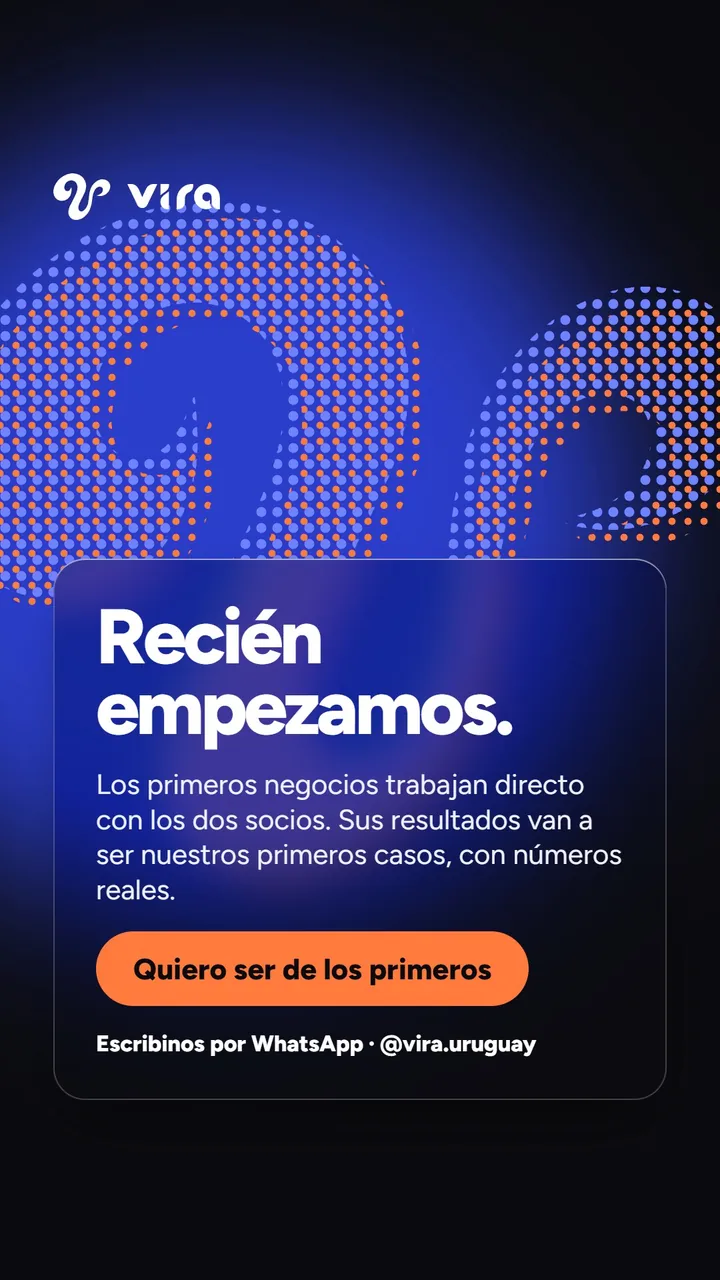 vira
Recién
empezamos.
Los primeros negocios trabajan directo
con los dos socios. Sus resultados van a
ser nuestros primeros casos, con números
reales.
Quiero ser de los primeros
Escribinos por WhatsApp · @vira.uruguay